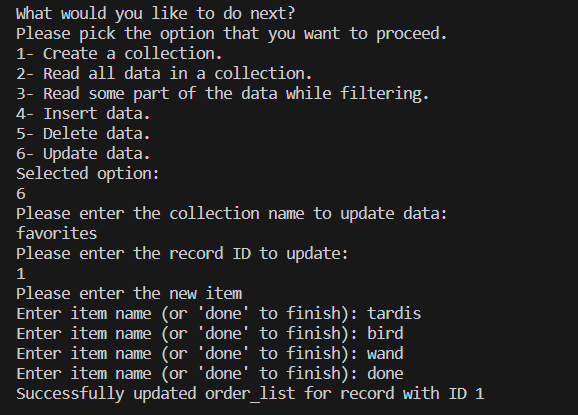 What would you like to do next?
Please pick the option that you want to proceed.
1- Create a collection.
2- Read all data in a collection.
3- Read some part of the data while filtering.
4- Insert data.
5- Delete data.
6- Update data.
Selected option:
6
Please enter the collection name to update data:
favorites
Please enter the record ID to update:
1
Please enter the new item
Enter item name (or 'done' to finish): tardis
Enter item name (or 'done' to finish): bird
Enter item name (or 'done' to finish): wand
Enter item name (or 'done' to finish): done
Successfully updated order_list for record with ID 1